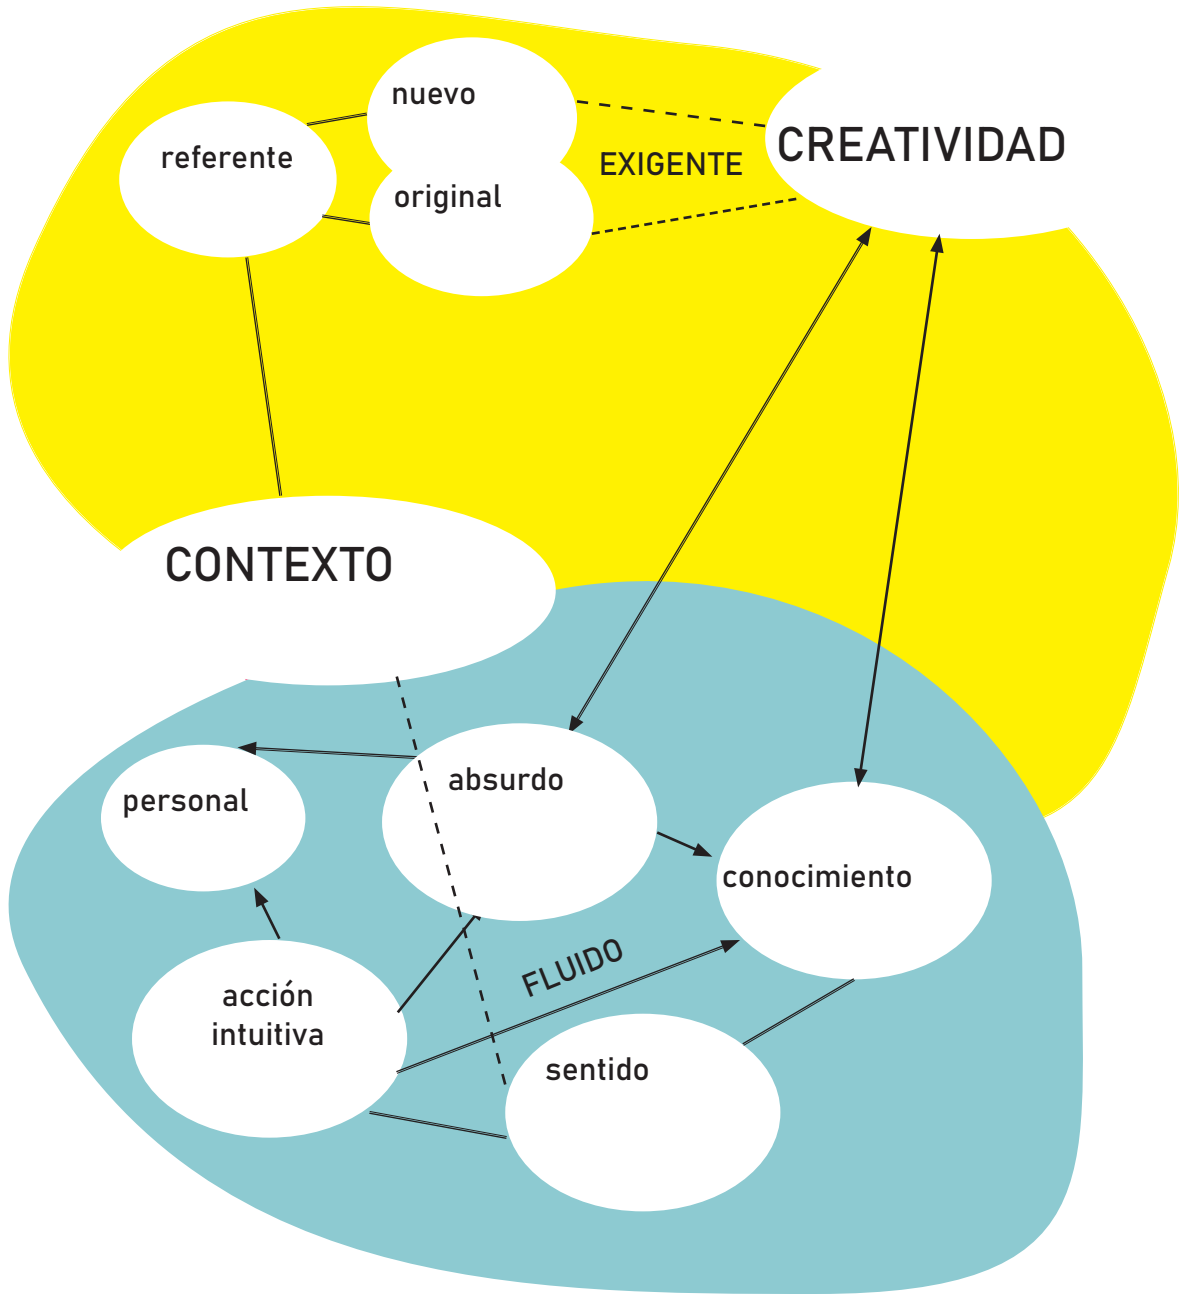 nuevo
referente
original
EXIGENTE
CREATIVIDAD
CONTEXTO
absurdo
personal
conocimiento
FLUIDO
acción
intuitiva
sentido